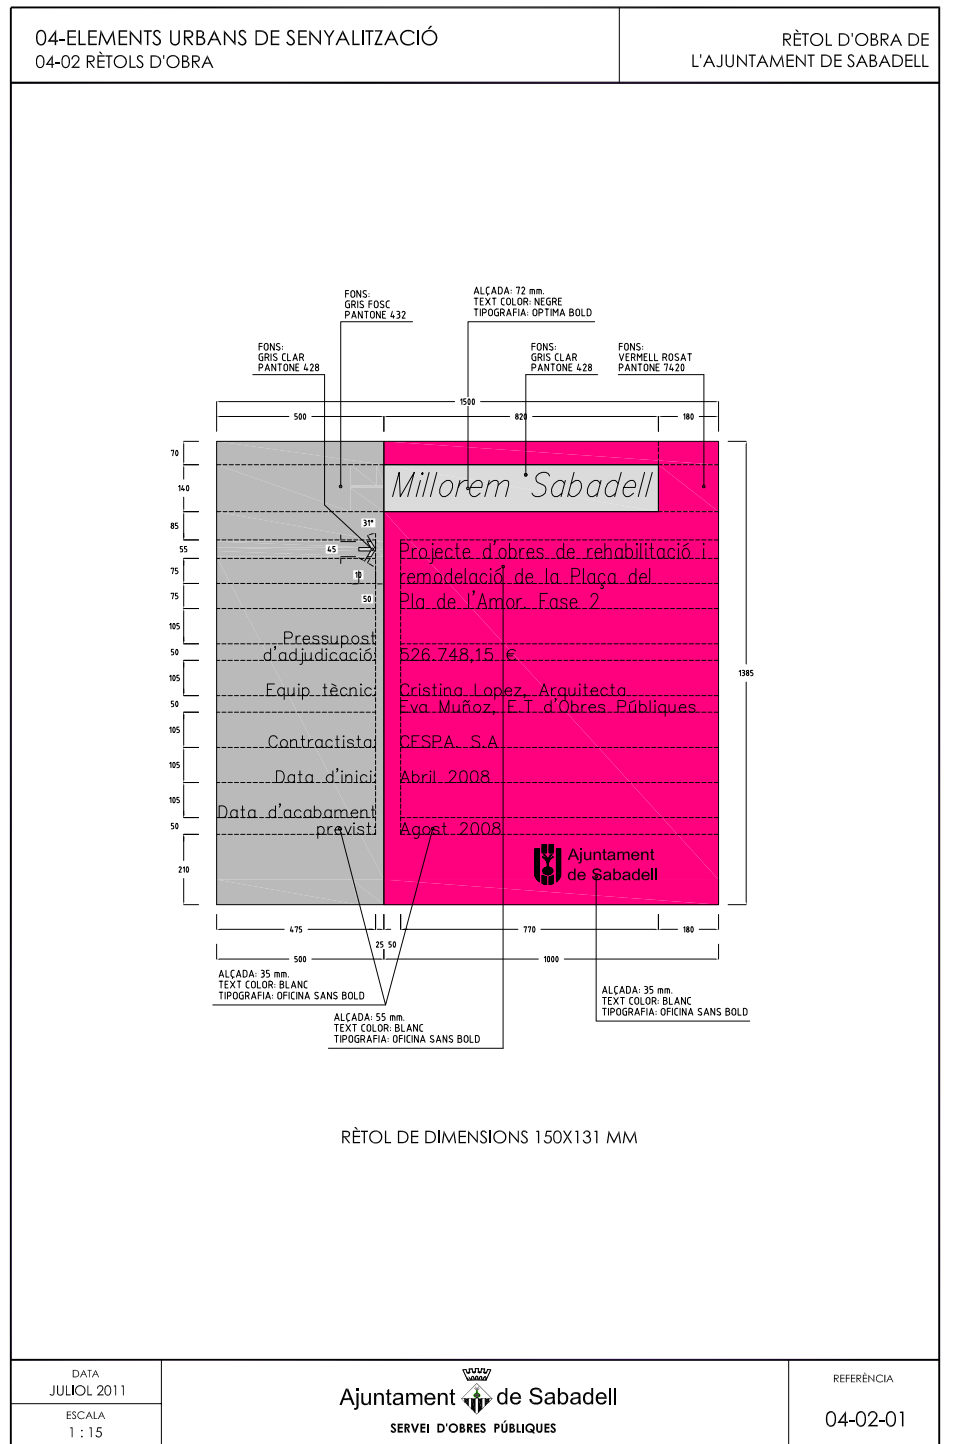 04-ELEMENTS URBANS DE SENYALITZACIÓ
04-02 RÈTOLS D'OBRA
RÈTOL D'OBRA DE
L'AJUNTAMENT DE SABADELL
FONS:
GRIS FOSC
PANTONE 432
ALÇADA: 72 mm.
TEXT COLOR: NEGRE
TIPOGRAFIA: OPTIMA BOLD
FONS:
GRIS CLAR
PANTONE 428
FONS:
GRIS CLAR
PANTONE 428
FONS:
VERMELL ROSAT
PANTONE 7420
1500
500
820
180
70
140
85
55
75
75
105
50
105
50
105
105
105
50
210
1385
Millorem Sabadell
31°
45
10
50
Projecte d'obres de rehabilitació i
remodelació de la Plaça del
Pla de l'Amor. Fase 2
Pressupost
d'adjudicació:
526.748,15 €
Equip tècnic:
Cristina Lopez, Arquitecta
Eva Muñoz, E.T. d'Obres Públiques
Contractista:
CESPA, S.A
Data d'inici:
Abril 2008
Data d'acabament
previst:
Agost 2008
Ajuntament
de Sabadell
475
25
50
770
180
500
1000
ALÇADA: 35 mm.
TEXT COLOR: BLANC
TIPOGRAFIA: OFICINA SANS BOLD
ALÇADA: 55 mm.
TEXT COLOR: BLANC
TIPOGRAFIA: OFICINA SANS BOLD
ALÇADA: 35 mm.
TEXT COLOR: BLANC
TIPOGRAFIA: OFICINA SANS BOLD
RÈTOL DE DIMENSIONS 150X131 MM
DATA
JULIOL 2011
ESCALA
1 : 15
Ajuntament de Sabadell
SERVEI D'OBRES PÚBLIQUES
REFERÈNCIA
04-02-01